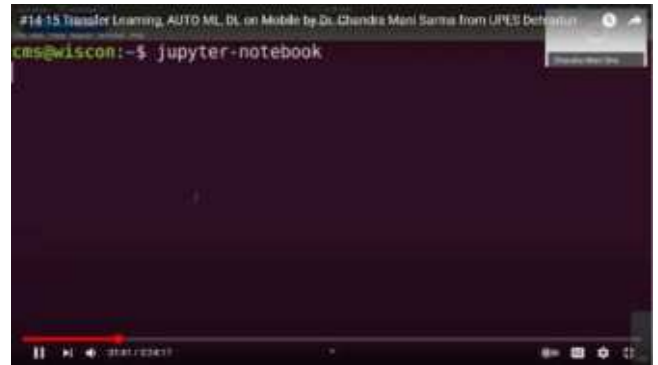 #14-15 Transfer Learning, AUTO ML, DL on Mobile by Dr. Chandra Mani Sarma from UPES Dehradun
cms@wiscon:~$ jupyter-notebook